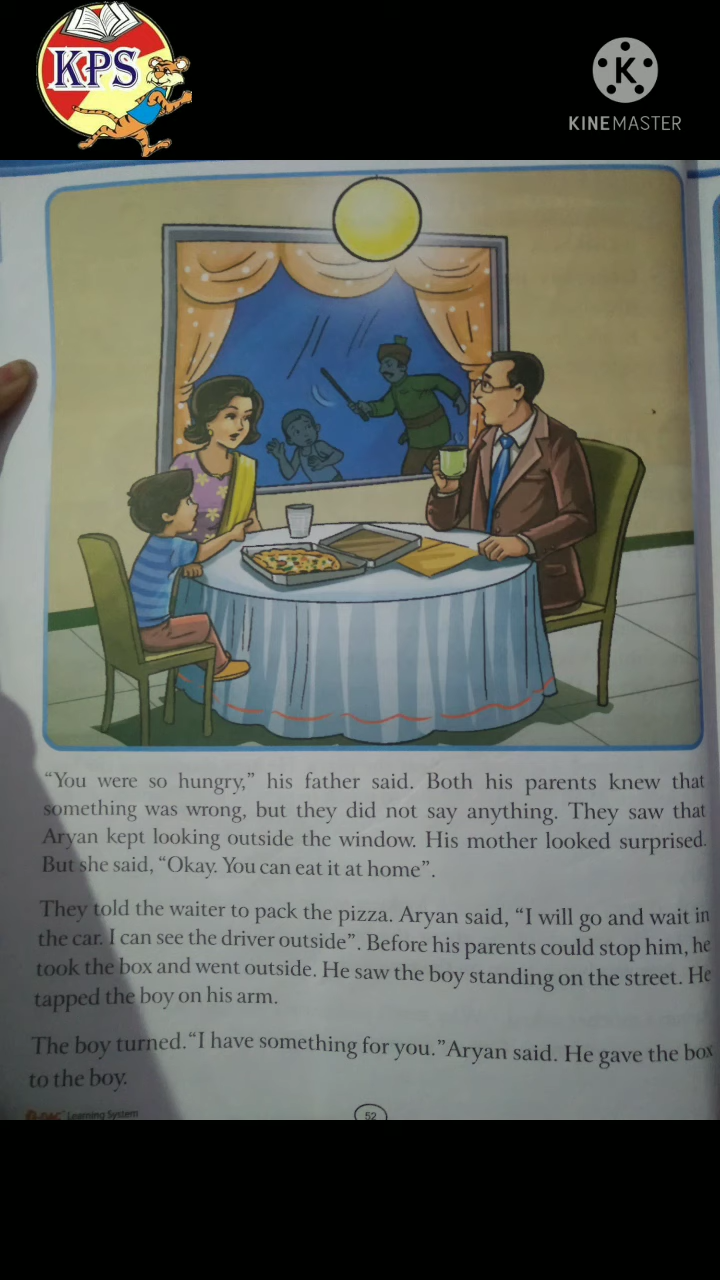 KPS
K
KINEMASTER
“You were so hungry,” his father said. Both his parents knew that
something was wrong, but they did not say anything. They saw that
Aryan kept looking outside the window. His mother looked surprised.
But she said, “Okay. You can eat it at home”.
They told the waiter to pack the pizza. Aryan said, “I will go and wait in
the car. I can see the driver outside”. Before his parents could stop him, he
took the box and went outside. He saw the boy standing on the street. He
tapped the boy on his arm.
The boy turned.“I have something for you.”Aryan said. He gave the box
to the boy.
Learning System
52